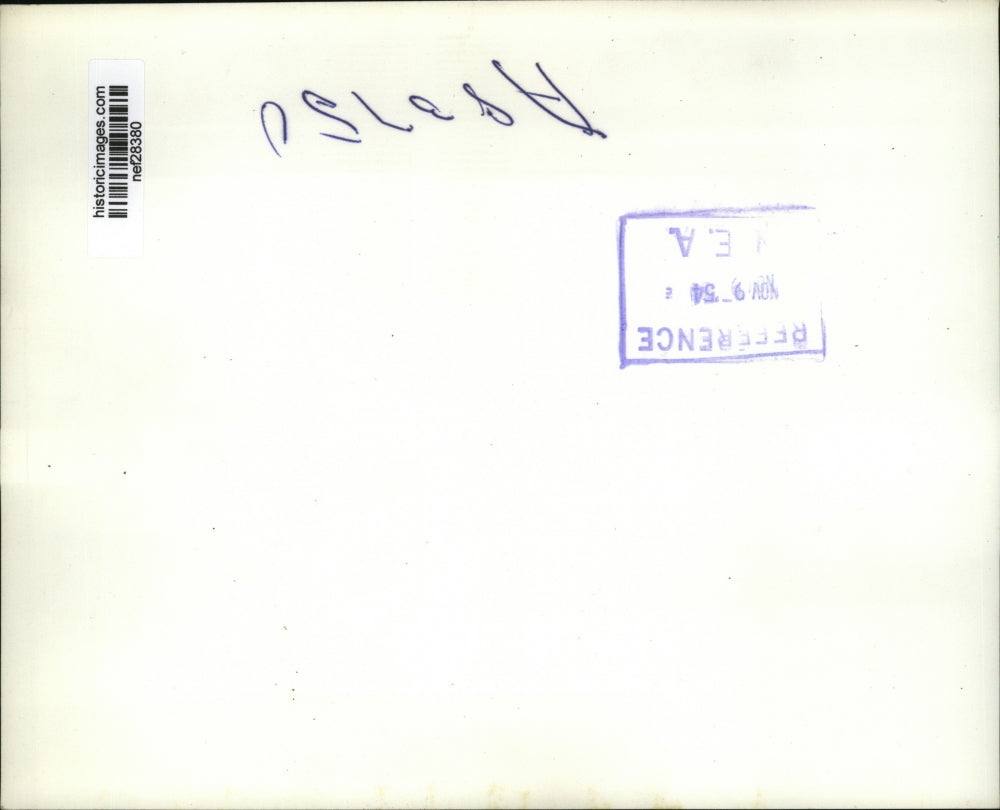 historicimages.com
nef28380
REFERENCE
NOV 9 '54
N.E.A.